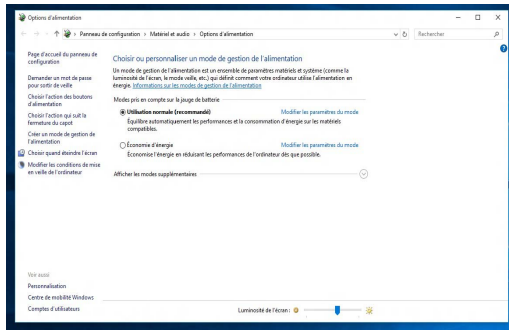 Options d'alimentation
Panneau de configuration > Matériel et audio > Options d'alimentation
Rechercher
Page d'accueil du panneau de
configuration
Demander un mot de passe
pour sortir de veille
Choisir l'action des boutons
d'alimentation
Choisir l'action qui suit la
fermeture du capot
Créer un mode de gestion de
l'alimentation
Choisir quand éteindre l'écran
Modifier les conditions de mise
en veille de l'ordinateur
Choisir ou personnaliser un mode de gestion de l'alimentation
Un mode de gestion de l'alimentation est un ensemble de paramètres matériels et système (comme la
luminosité de l'écran, le mode veille, etc.) qui définit comment votre ordinateur utilise l'alimentation en
énergie. Informations sur les modes de gestion de l'alimentation
Modes pris en compte sur la jauge de batterie
Utilisation normale (recommandé) Modifier les paramètres du mode
Équilibre automatiquement les performances et la consommation d'énergie sur les matériels
compatibles.
Économie d'énergie Modifier les paramètres du mode
Économise l'énergie en réduisant les performances de l'ordinateur dès que possible.
Afficher les modes supplémentaires
Voir aussi
Personnalisation
Centre de mobilité Windows
Comptes d'utilisateurs
Luminosité de l'écran :